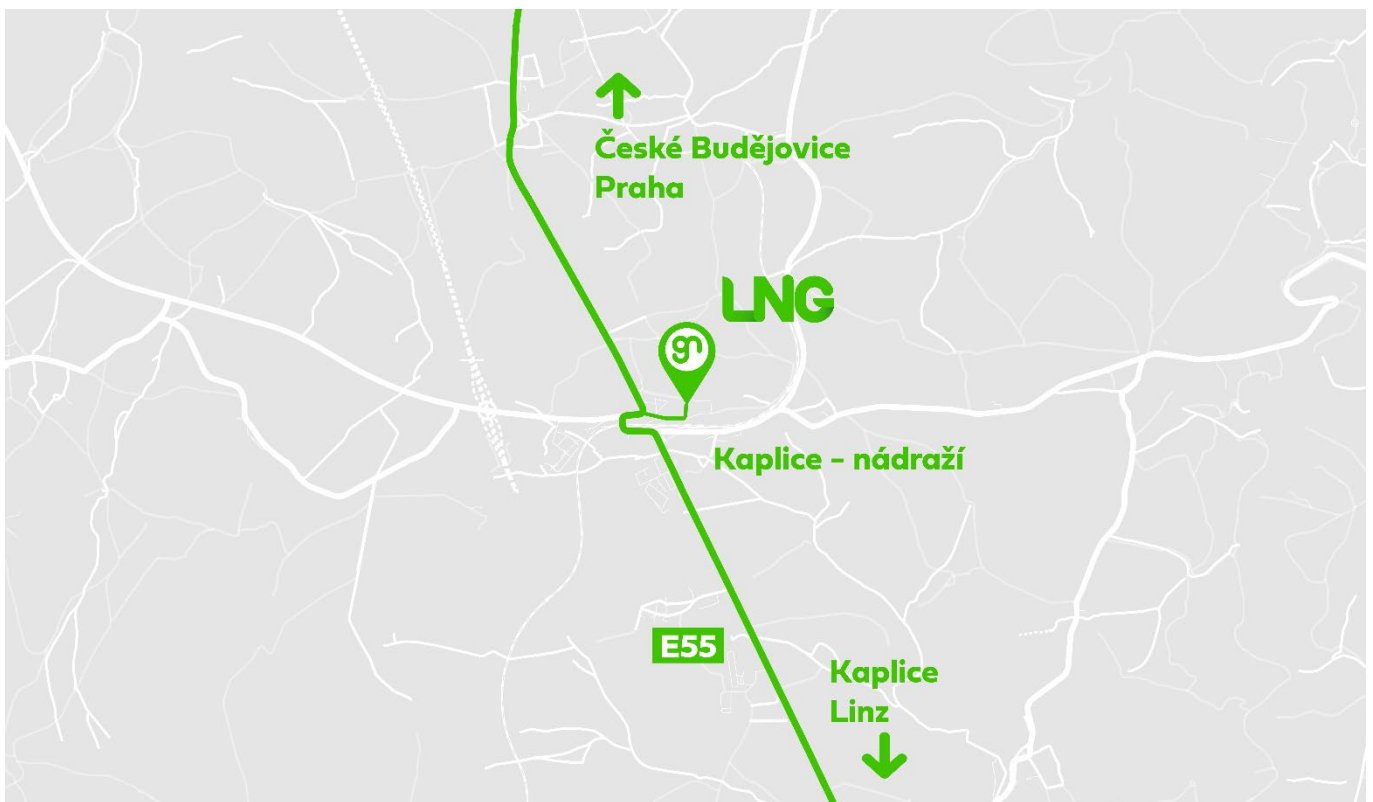 České Budějovice
Praha
LNG
gn
Kaplice – nádraží
E55
Kaplice
Linz